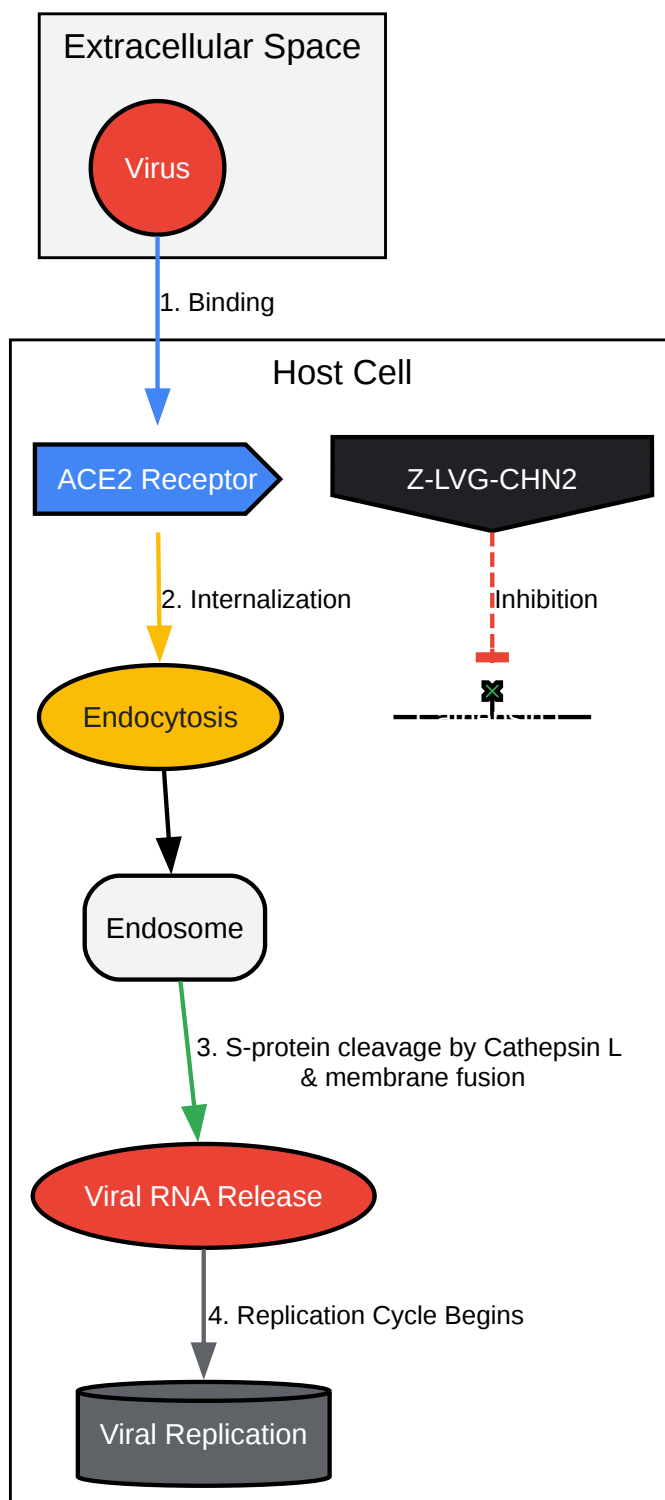 Extracellular Space
Virus
1. Binding
Host Cell
ACE2 Receptor
Z-LVG-CHN2
2. Internalization
Inhibition
Endocytosis
Endosome
3. S-protein cleavage by Cathepsin L
& membrane fusion
Viral RNA Release
4. Replication Cycle Begins
Viral Replication